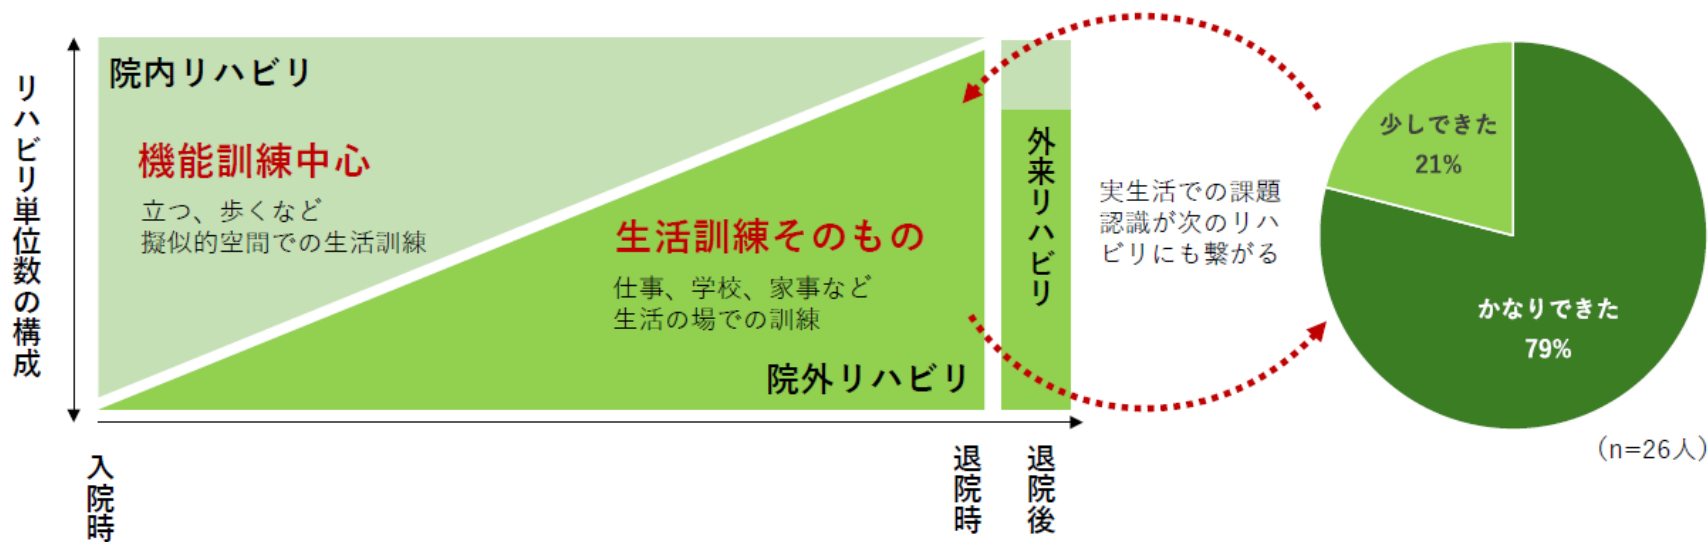 リハビリ単位数の構成
院内リハビリ
機能訓練中心
立つ、歩くなど
擬似的空間での生活訓練
生活訓練そのもの
仕事、学校、家事など
生活の場での訓練
院外リハビリ
外来リハビリ
入院時
退院時
退院後
実生活での課題
認識が次のリハ
ビリにも繋がる
少しできた
21%
かなりできた
79%
(n=26人)